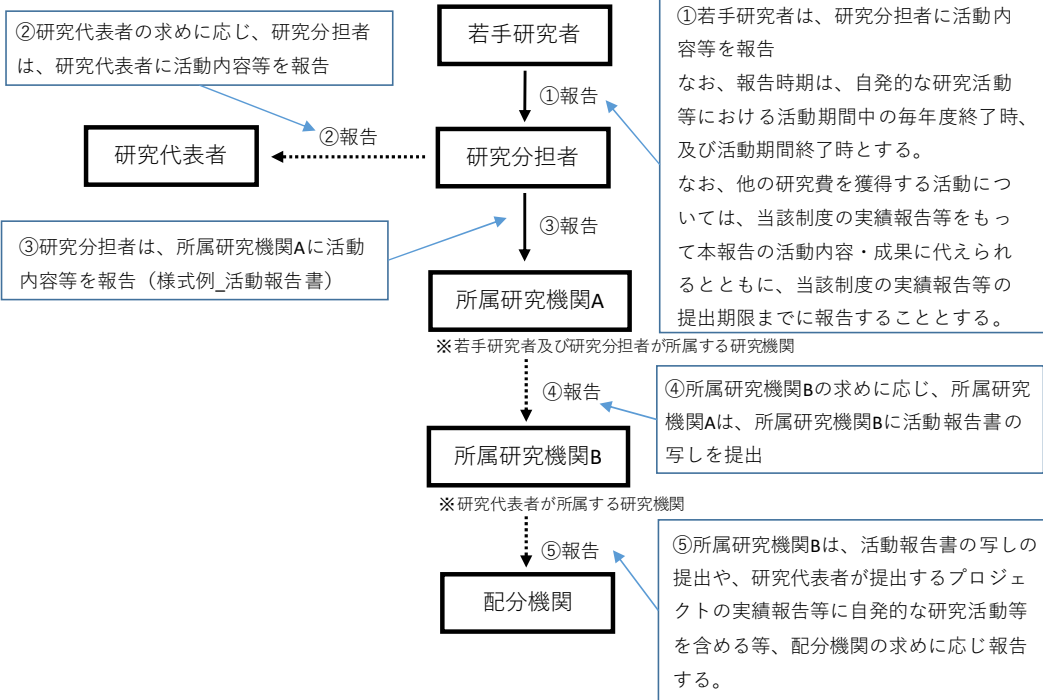 ②研究代表者の求めに応じ、研究分担者
は、研究代表者に活動内容等を報告
若手研究者
①若手研究者は、研究分担者に活動内
容等を報告
なお、報告時期は、自発的な研究活動
等における活動期間中の毎年度終了時、
及び活動期間終了時とする。
なお、他の研究費を獲得する活動につ
いては、当該制度の実績報告等をもっ
て本報告の活動内容・成果に代えられ
るとともに、当該制度の実績報告等の
提出期限までに報告することとする。
①報告
研究代表者
②報告
研究分担者
③研究分担者は、所属研究機関Aに活動
内容等を報告（様式例_活動報告書）
③報告
所属研究機関A
※若手研究者及び研究分担者が所属する研究機関
④報告
④所属研究機関Bの求めに応じ、所属研究
機関Aは、所属研究機関Bに活動報告書の
写しを提出
所属研究機関B
※研究代表者が所属する研究機関
⑤報告
⑤所属研究機関Bは、活動報告書の写しの
提出や、研究代表者が提出するプロジェ
クトの実績報告等に自発的な研究活動等
を含める等、配分機関の求めに応じ報告
する。
配分機関